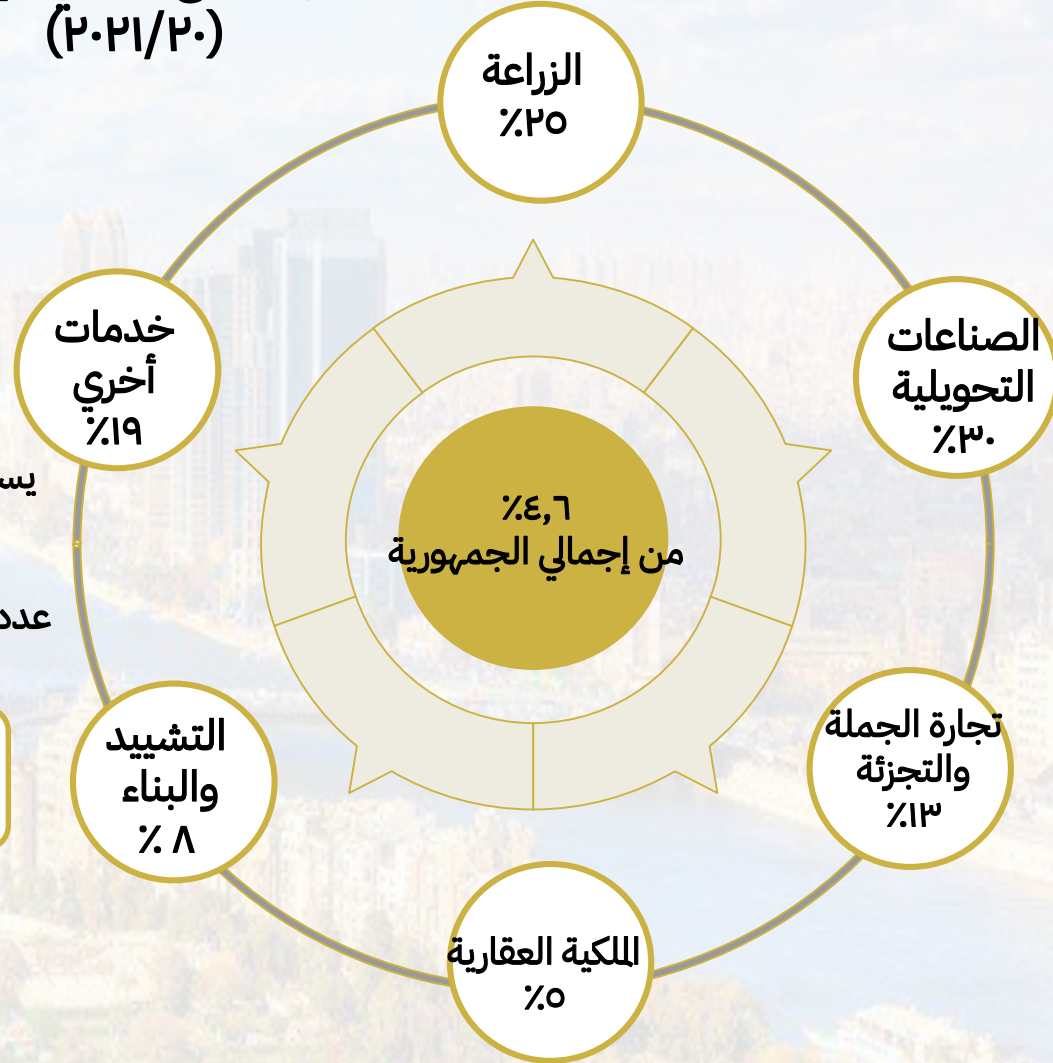 (٢٠٢١/٢٠)
الزراعة
٪٢٥
الصناعات
التحويلية
٪٣٠
تجارة الجملة
والتجزئة
٪١٣
الملكية العقارية
٪٥
التشييد
والبناء
٪ ٨
خدمات
أخري
٪١٩
٪٤,٦
من إجمالي الجمهورية
عدد